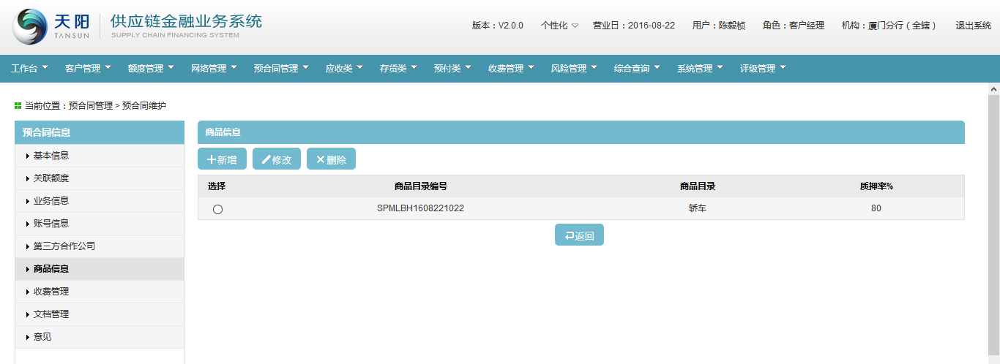 天阳
TANSUN
供应链金融业务系统
SUPPLY CHAIN FINANCING SYSTEM
版本：V2.0.0 个性化 营业日：2016-08-22 用户：陈毅桢 角色：客户经理 机构：厦门分行（全辖） 退出系统
工作台 客户管理 额度管理 网络管理 预合同管理 应收类 存货类 预付类 收费管理 风险管理 综合查询 系统管理 评级管理
当前位置：预合同管理 > 预合同维护
预合同信息
基本信息
关联额度
业务信息
账号信息
第三方合作公司
商品信息
收费管理
文档管理
意见
商品信息
新增 修改 删除
选择 商品目录编号 商品目录 质押率%
SPMLBH1608221022 轿车 80
返回